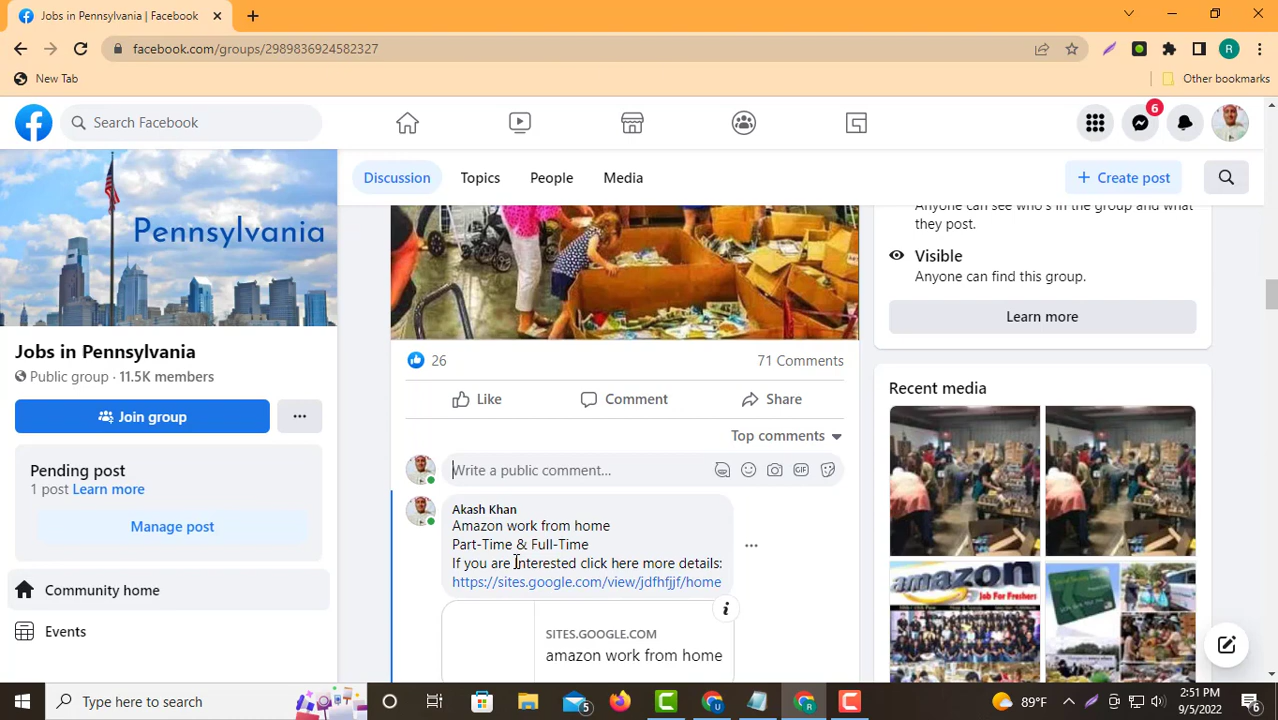 Jobs in Pennsylvania | Facebook
facebook.com/groups/2989836924582327
R
New Tab
Other bookmarks
Search Facebook
6
Pennsylvania
Discussion
Topics
People
Media
Create post
Anyone can see who's in the group and what
they post.
Visible
Anyone can find this group.
Learn more
Jobs in Pennsylvania
Public group · 11.5K members
Join group
Pending post
1 post Learn more
Manage post
Community home
Events
26
71 Comments
Like
Comment
Share
Top comments
Write a public comment...
GIF
Akash Khan
Amazon work from home
Part-Time & Full-Time
If you are interested click here more details:
https://sites.google.com/view/jdfhfjjf/home
SITES.GOOGLE.COM
amazon work from home
Recent media
amazon
Job For Freshers
Type here to search
5
89°F
2:51 PM
9/5/2022
6